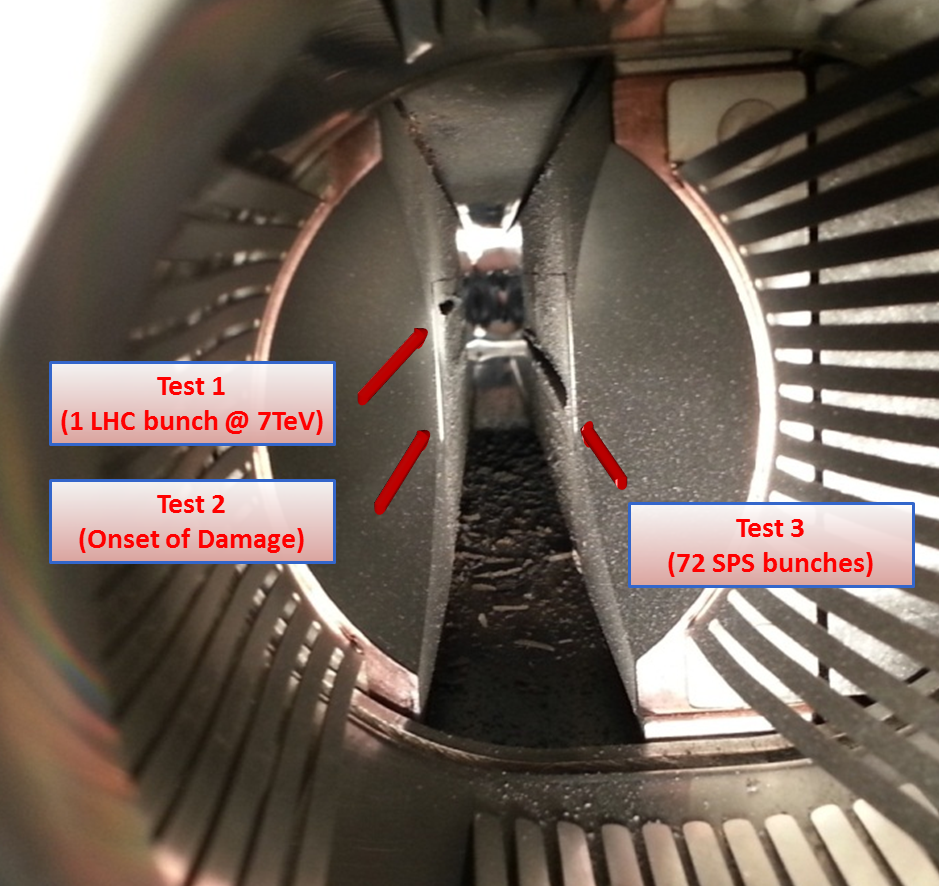 Test 1
(1 LHC bunch @ 7TeV)
Test 2
(Onset of Damage)
Test 3
(72 SPS bunches)